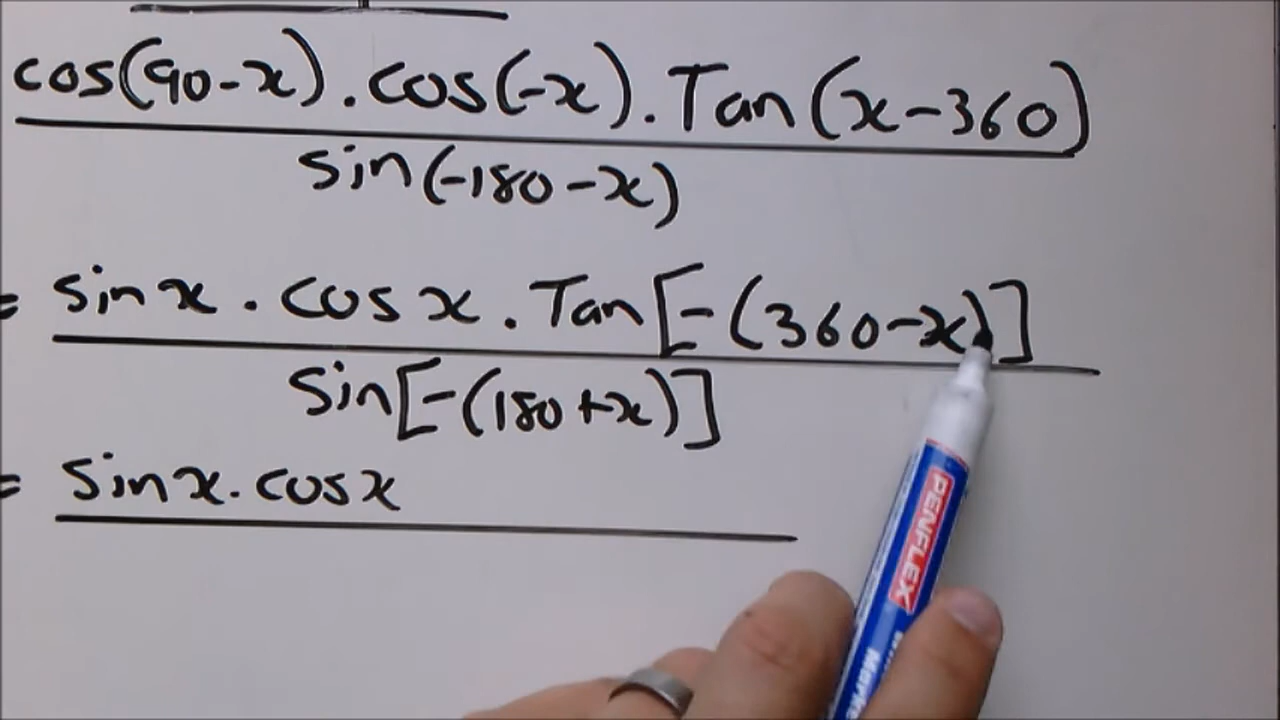 cos(90-x).cos(-x).Tan(x-360)
sin(-180-x)
= sinx.cosx.Tan[-(360-x)]
sin[-(180+x)]
= sinx.cosx
PENFLEX